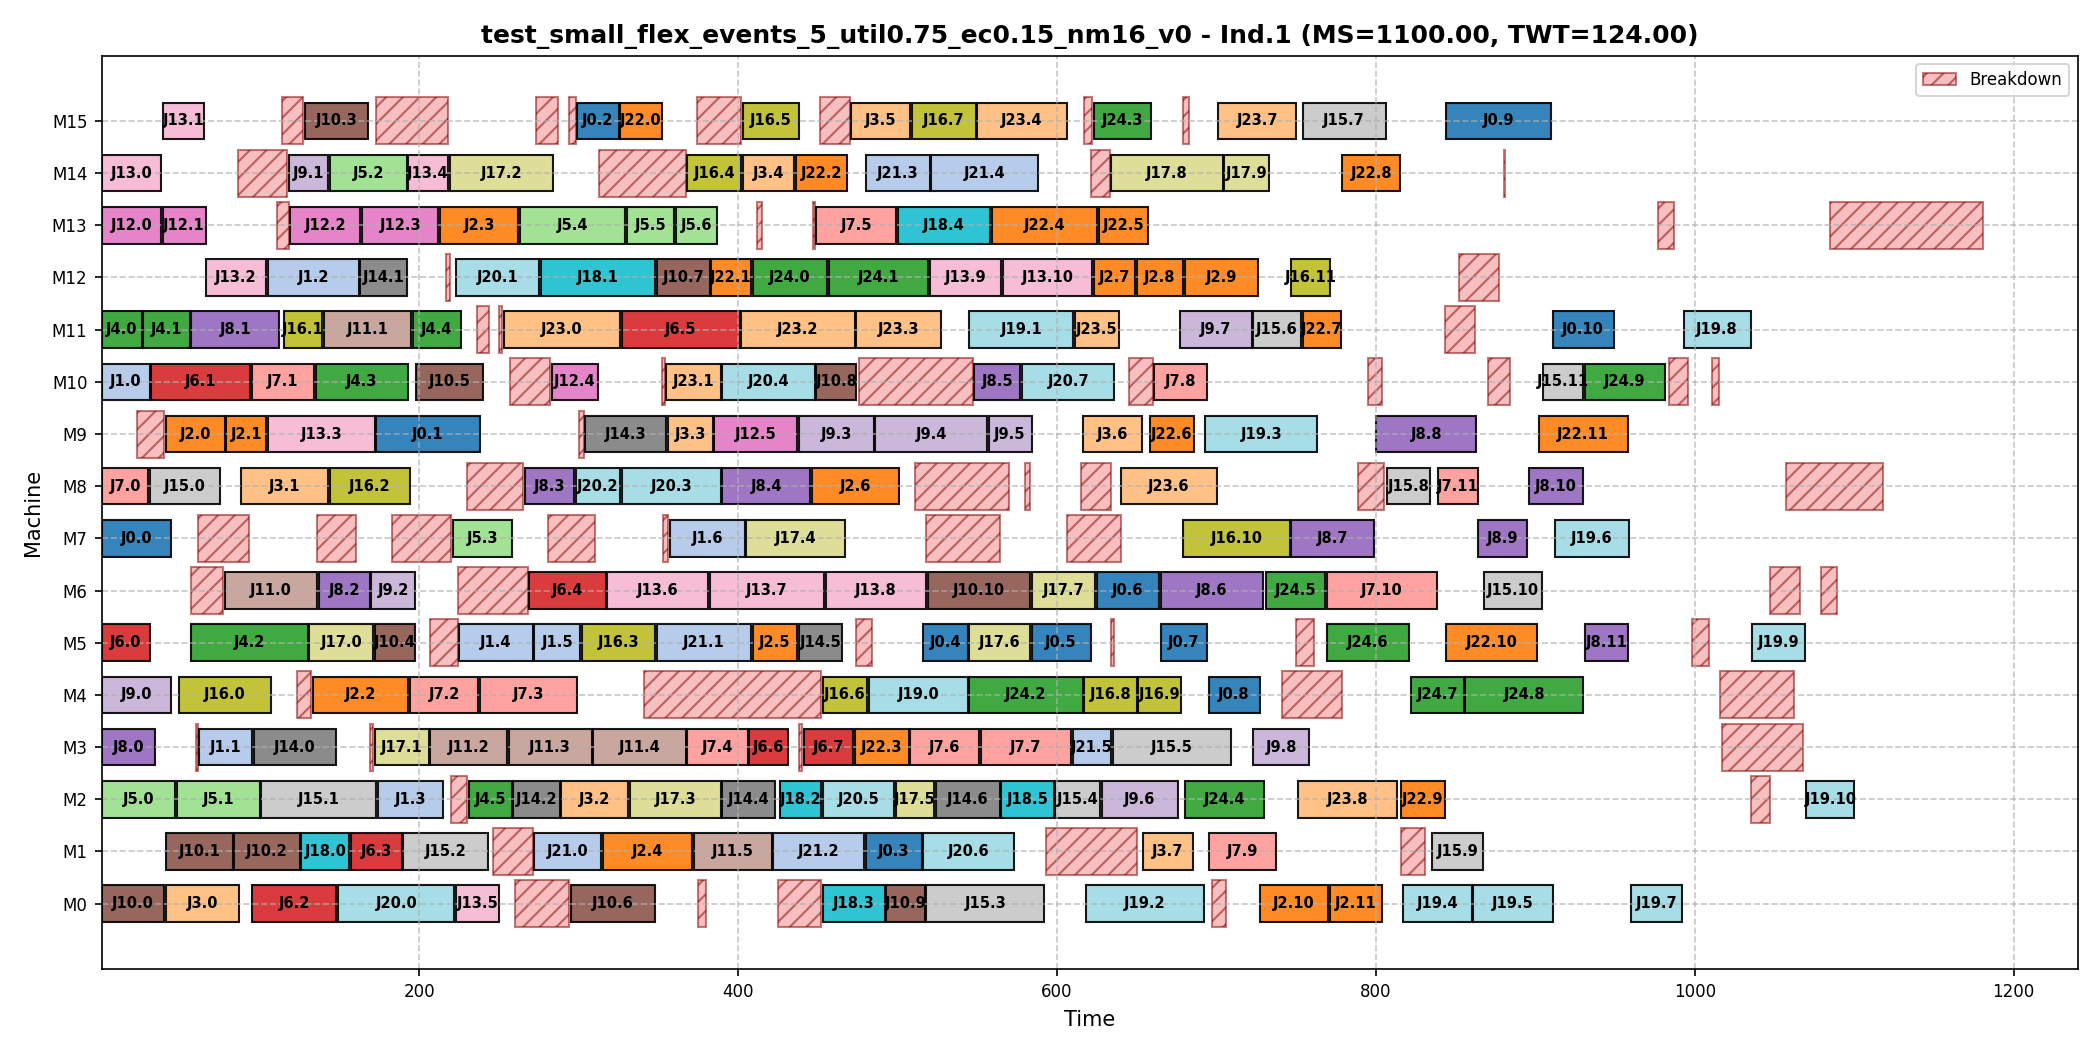 test_small_flex_events_5_util0.75_ec0.15_nm16_v0 - Ind.1 (MS=1100.00, TWT=124.00)
Breakdown
M15 J13.1 J10.3 J0.2 J22.0 J16.5 J3.5 J16.7 J23.4 J24.3 J23.7 J15.7 J0.9
M14 J13.0 J9.1 J5.2 J13.4 J17.2 J16.4 J3.4 J22.2 J21.3 J21.4 J17.8 J17.9 J22.8
M13 J12.0 J12.1 J12.2 J12.3 J2.3 J5.4 J5.5 J5.6 J7.5 J18.4 J22.4 J22.5
M12 J13.2 J1.2 J14.1 J20.1 J18.1 J10.7 J22.1 J24.0 J24.1 J13.9 J13.10 J2.7 J2.8 J2.9 J16.11
M11 J4.0 J4.1 J8.1 J16.1 J11.1 J4.4 J23.0 J6.5 J23.2 J23.3 J19.1 J23.5 J9.7 J15.6 J22.7 J0.10 J19.8
M10 J1.0 J6.1 J7.1 J4.3 J10.5 J12.4 J23.1 J20.4 J10.8 J8.5 J20.7 J7.8 J15.11 J24.9
M9 J2.0 J2.1 J13.3 J0.1 J14.3 J3.3 J12.5 J9.3 J9.4 J9.5 J3.6 J22.6 J19.3 J8.8 J22.11
M8 J7.0 J15.0 J3.1 J16.2 J8.3 J20.2 J20.3 J8.4 J2.6 J23.6 J15.8 J7.11 J8.10
M7 J0.0 J5.3 J1.6 J17.4 J16.10 J8.7 J8.9 J19.6
M6 J11.0 J8.2 J9.2 J6.4 J13.6 J13.7 J13.8 J10.10 J17.7 J0.6 J8.6 J24.5 J7.10 J15.10
M5 J6.0 J4.2 J17.0 J10.4 J1.4 J1.5 J16.3 J21.1 J2.5 J14.5 J0.4 J17.6 J0.5 J0.7 J24.6 J22.10 J8.11 J19.9
M4 J9.0 J16.0 J2.2 J7.2 J7.3 J16.6 J19.0 J24.2 J16.8 J16.9 J0.8 J24.7 J24.8
M3 J8.0 J1.1 J14.0 J17.1 J11.2 J11.3 J11.4 J7.4 J6.6 J6.7 J22.3 J7.6 J7.7 J21.5 J15.5 J9.8
M2 J5.0 J5.1 J15.1 J1.3 J4.5 J14.2 J3.2 J17.3 J14.4 J18.2 J20.5 J17.5 J14.6 J18.5 J15.4 J9.6 J24.4 J23.8 J22.9 J19.10
M1 J10.1 J10.2 J18.0 J6.3 J15.2 J21.0 J2.4 J11.5 J21.2 J0.3 J20.6 J3.7 J7.9 J15.9
M0 J10.0 J3.0 J6.2 J20.0 J13.5 J10.6 J18.3 J10.9 J15.3 J19.2 J2.10 J2.11 J19.4 J19.5 J19.7
200 400 600 800 1000 1200
Time
Machine